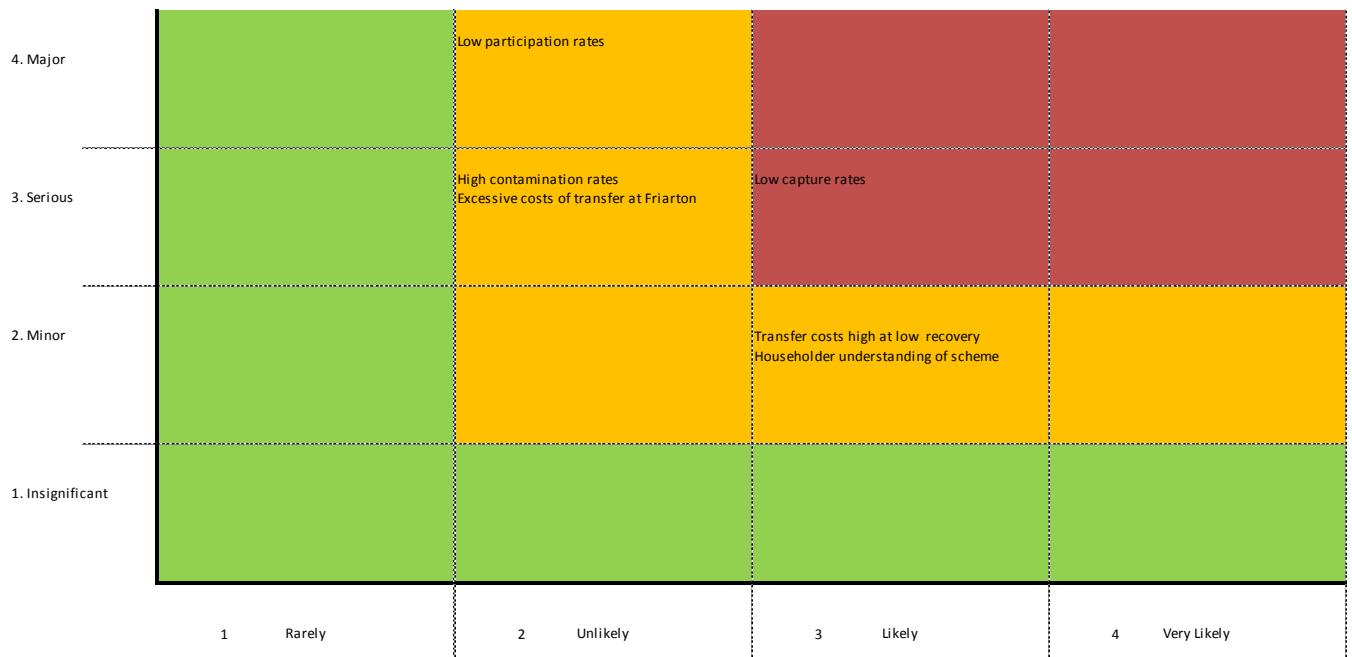 4. Major
Low participation rates
3. Serious
High contamination rates
Excessive costs of transfer at Friarton
Low capture rates
2. Minor
Transfer costs high at low recovery
Householder understanding of scheme
1. Insignificant
1 Rarely 2 Unlikely 3 Likely 4 Very Likely